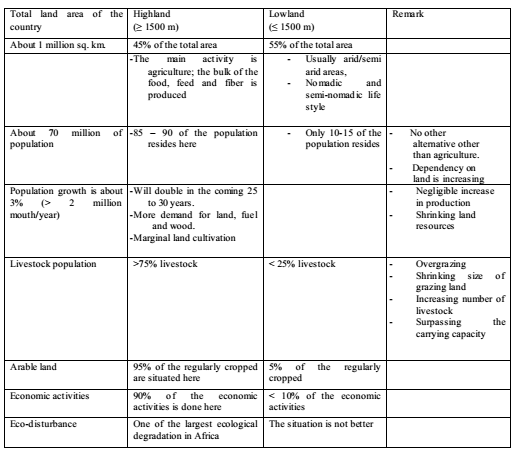 Total land area of the country
Highland
(≥ 1500 m)
Lowland
(≤ 1500 m)
Remark
About 1 million sq. km.
45% of the total area
55% of the total area
-The main activity is
agriculture; the bulk of the
food, feed and fiber is
produced
- Usually arid/semi
arid areas,
- Nomadic and
semi-nomadic life
style
About 70 million of
population
-85 – 90 of the population
resides here
- Only 10-15 of the
population resides
- No other
alternative other
than agriculture.
- Dependency on
land is increasing
Population growth is about
3% (> 2 million
mouth/year)
-Will double in the coming 25
to 30 years.
-More demand for land, fuel
and wood.
-Marginal land cultivation
- Negligible increase
in production
- Shrinking land
resources
Livestock population
>75% livestock
< 25% livestock
- Overgrazing
- Shrinking size of
grazing land
- Increasing number of
livestock
- Surpassing the
carrying capacity
Arable land
95% of the regularly cropped
are situated here
5% of the regularly
cropped
Economic activities
90% of the economic
activities is done here
< 10% of the economic
activities
Eco-disturbance
One of the largest ecological
degradation in Africa
The situation is not better